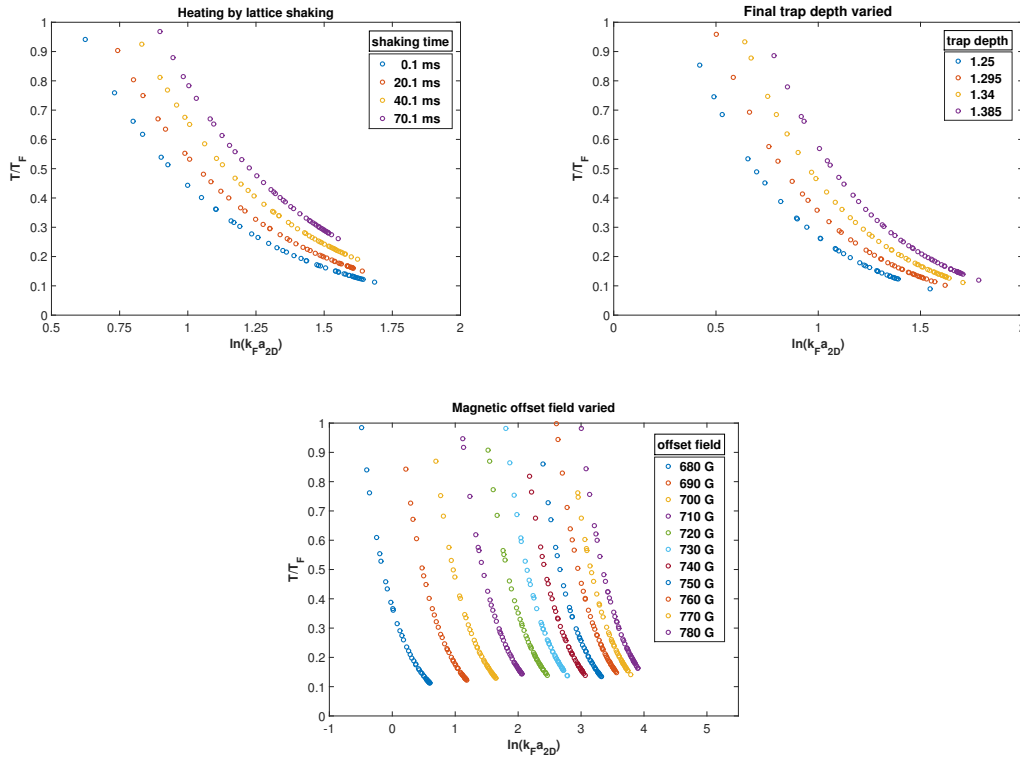 Heating by lattice shaking
T/T_F
1
0.9
0.8
0.7
0.6
0.5
0.4
0.3
0.2
0.1
0
shaking time
0.1 ms
20.1 ms
40.1 ms
70.1 ms
0.5 0.75 1 1.25 1.5 1.75 2
ln(k_F a_2D)
Final trap depth varied
T/T_F
1
0.9
0.8
0.7
0.6
0.5
0.4
0.3
0.2
0.1
0
trap depth
1.25
1.295
1.34
1.385
0 0.5 1 1.5
ln(k_F a_2D)
Magnetic offset field varied
T/T_F
1
0.9
0.8
0.7
0.6
0.5
0.4
0.3
0.2
0.1
0
offset field
680 G
690 G
700 G
710 G
720 G
730 G
740 G
750 G
760 G
770 G
780 G
-1 0 1 2 3 4 5
ln(k_F a_2D)